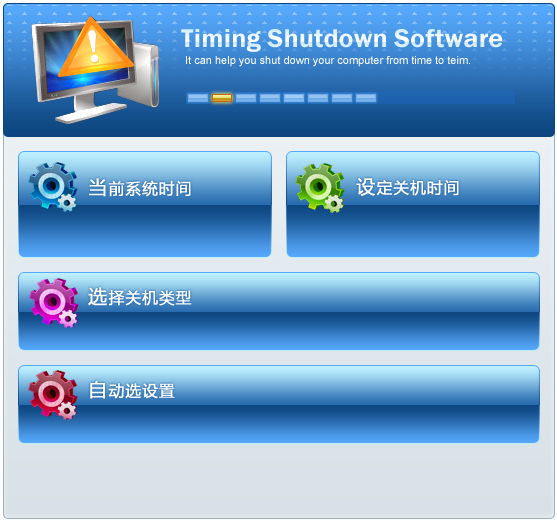 Timing Shutdown Software
It can help you shut down your computer from time to teim.
当前系统时间
设定关机时间
选择关机类型
自动选设置